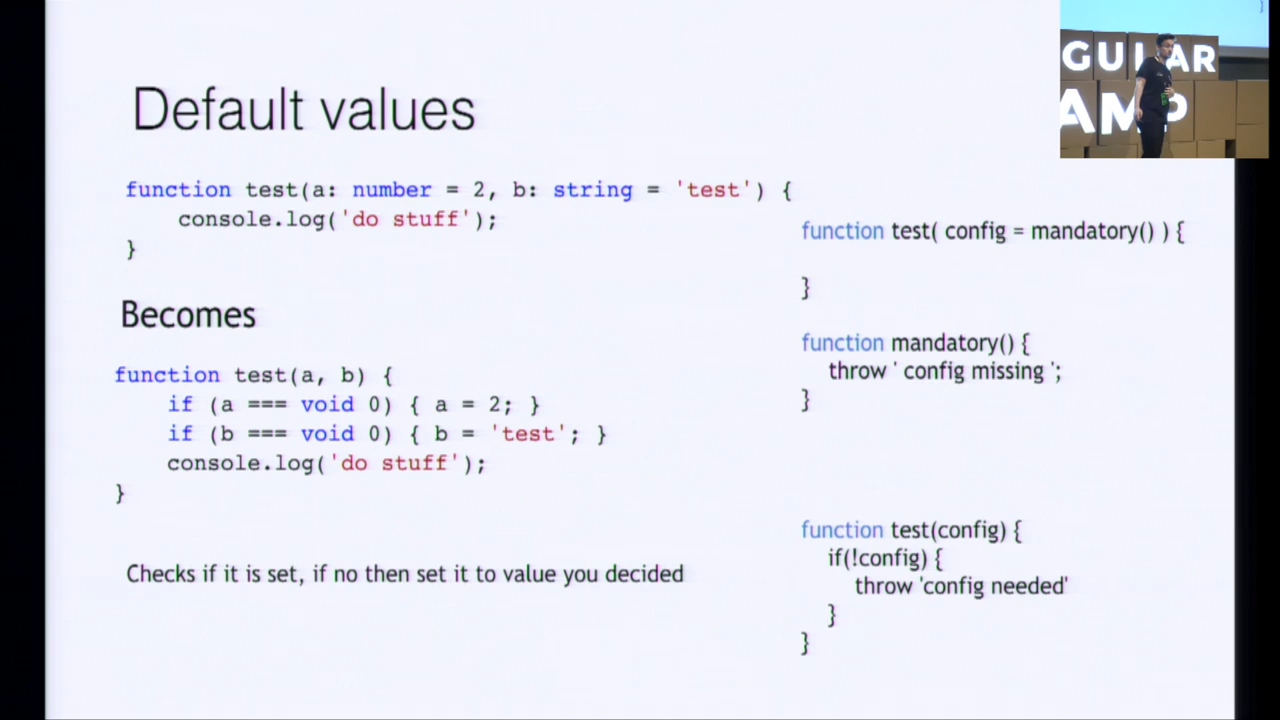 Default values
function test(a: number = 2, b: string = 'test') {
    console.log('do stuff');
}
Becomes
function test(a, b) {
    if (a === void 0) { a = 2; }
    if (b === void 0) { b = 'test'; }
    console.log('do stuff');
}
Checks if it is set, if no then set it to value you decided
function test( config = mandatory() ) {
}
function mandatory() {
    throw ' config missing ';
}
function test(config) {
    if(!config) {
        throw 'config needed'
    }
}
GULAR
AMP
}